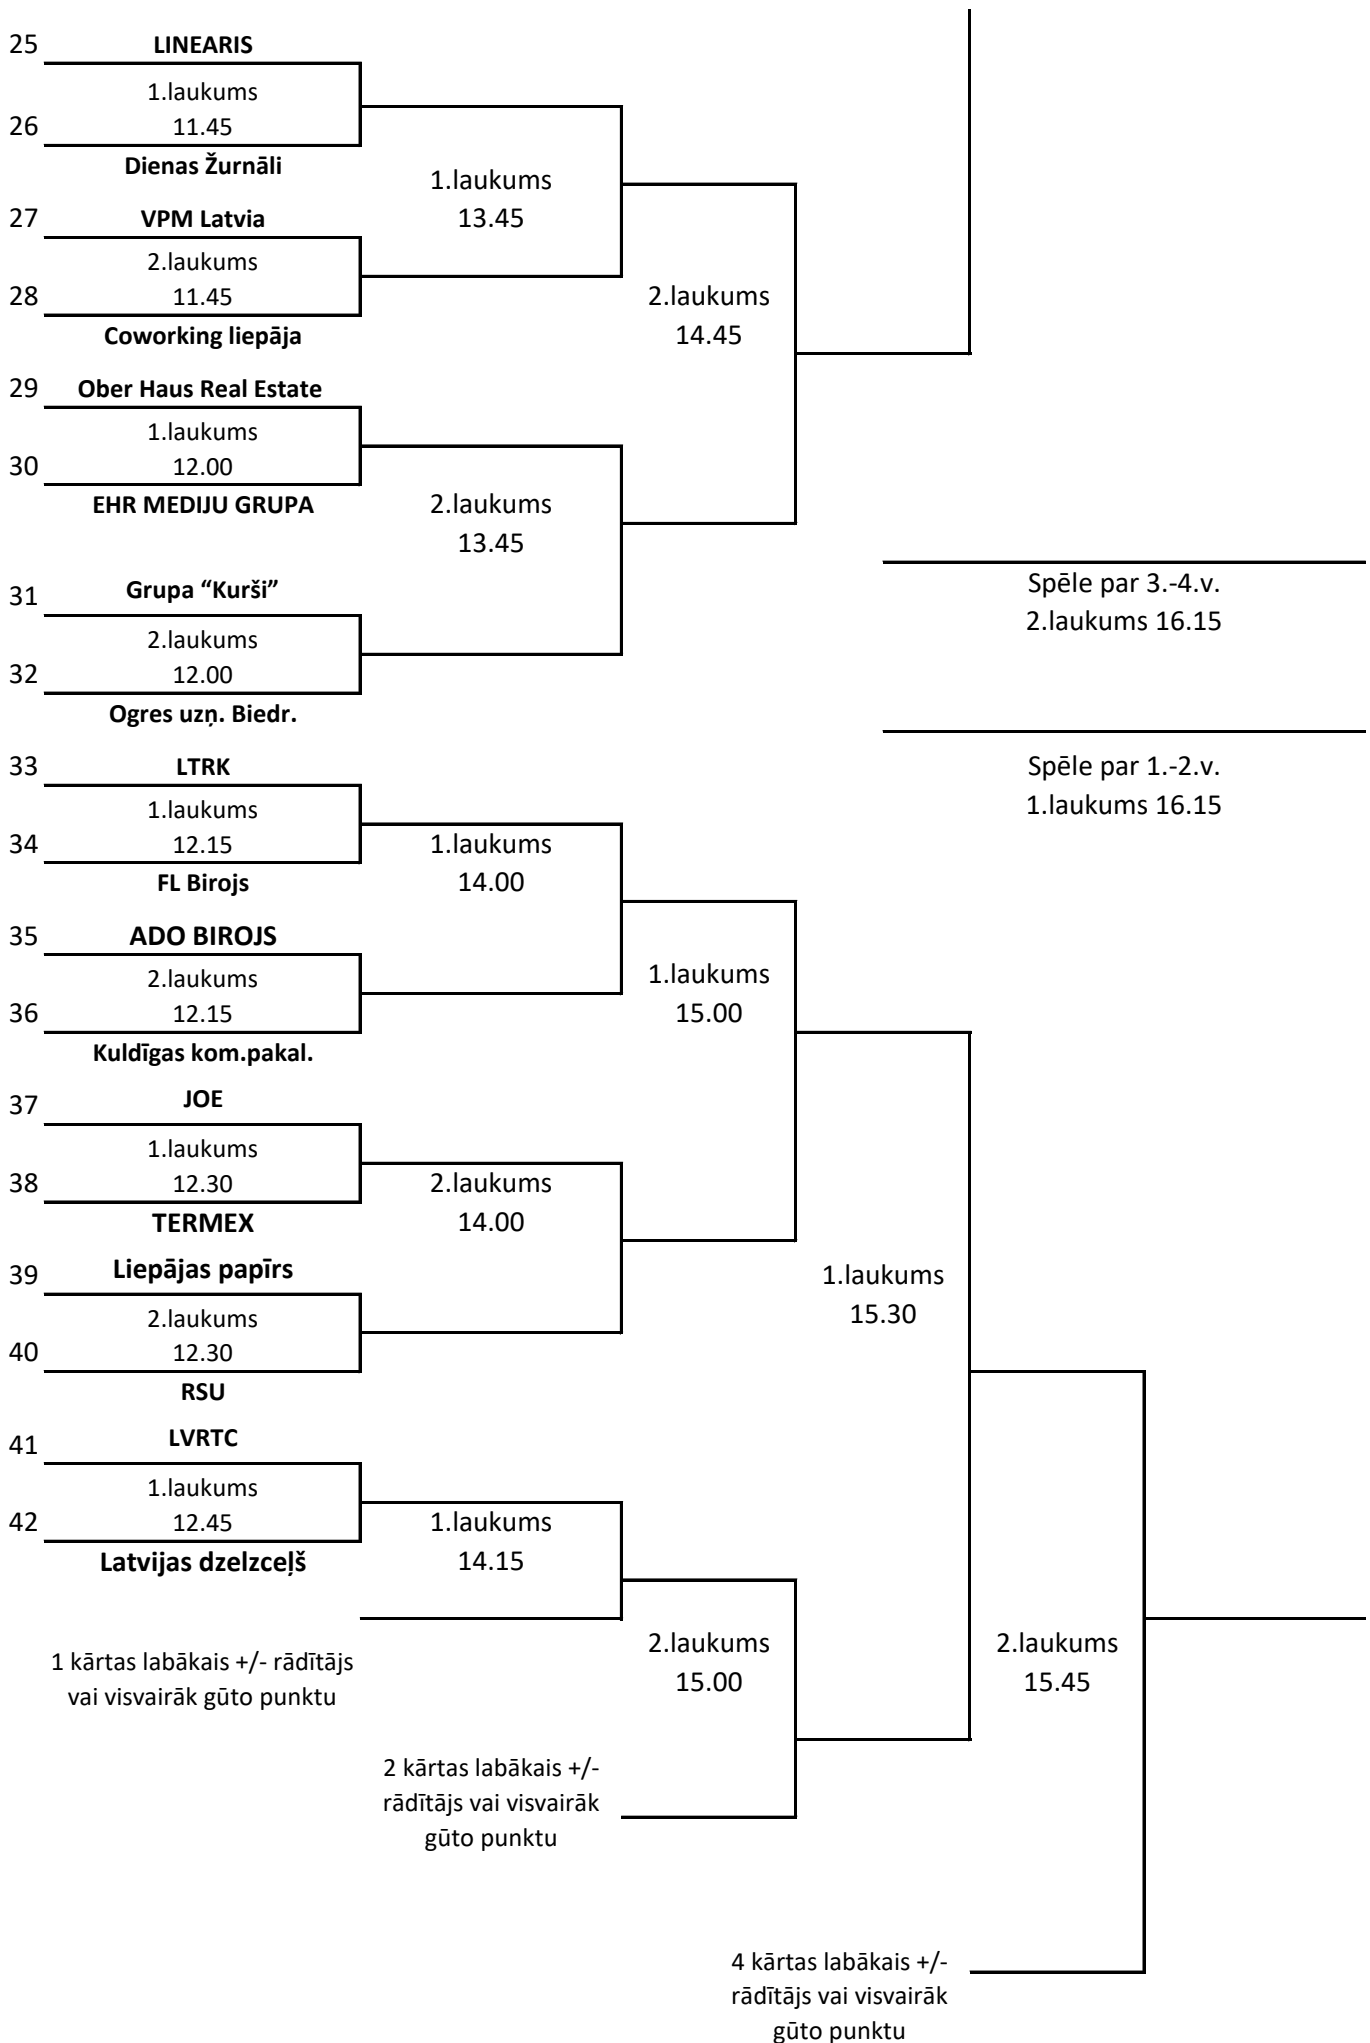 25 LINEARIS
1.laukums
26 11.45
Dienas Žurnāli
1.laukums
13.45
27 VPM Latvia
2.laukums
28 11.45
Coworking liepāja
2.laukums
14.45
29 Ober Haus Real Estate
1.laukums
30 12.00
EHR MEDIJU GRUPA
2.laukums
13.45
31 Grupa “Kurši”
2.laukums
32 12.00
Ogres uzņ. Biedr.
Spēle par 3.-4.v.
2.laukums 16.15
Spēle par 1.-2.v.
1.laukums 16.15
33 LTRK
1.laukums
34 12.15
FL Birojs
1.laukums
14.00
35 ADO BIROJS
2.laukums
36 12.15
Kuldīgas kom.pakal.
1.laukums
15.00
37 JOE
1.laukums
38 12.30
TERMEX
2.laukums
14.00
39 Liepājas papīrs
2.laukums
40 12.30
RSU
1.laukums
15.30
41 LVRTC
1.laukums
42 12.45
Latvijas dzelzceļš
1.laukums
14.15
1 kārtas labākais +/- rādītājs
vai visvairāk gūto punktu
2.laukums
15.00
2.laukums
15.45
2 kārtas labākais +/-
rādītājs vai visvairāk
gūto punktu
4 kārtas labākais +/-
rādītājs vai visvairāk
gūto punktu